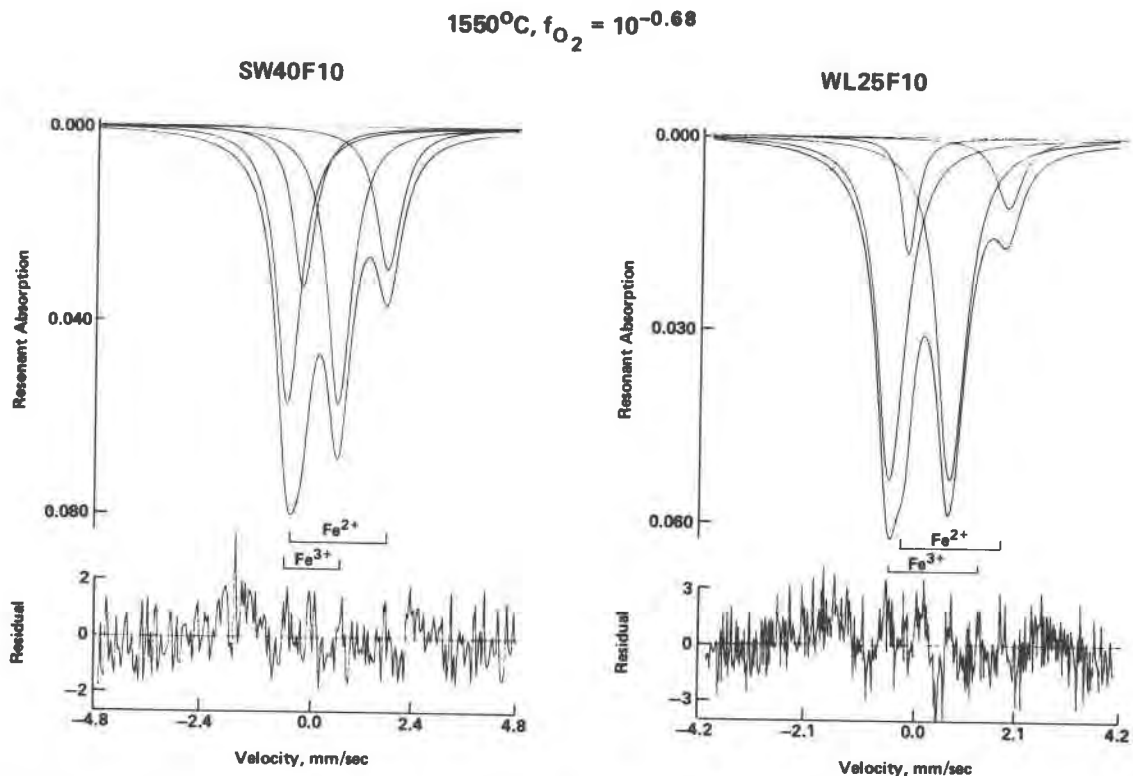 1550°C, fO2 = 10−0.68
SW40F10
0.000
0.040
0.080
Resonant Absorption
Fe2+
Fe3+
2
0
−2
Residual
−4.8 −2.4 0.0 2.4 4.8
Velocity, mm/sec
WL25F10
0.000
0.030
0.060
Resonant Absorption
Fe2+
Fe3+
3
0
−3
Residual
−4.2 −2.1 0.0 2.1 4.2
Velocity, mm/sec